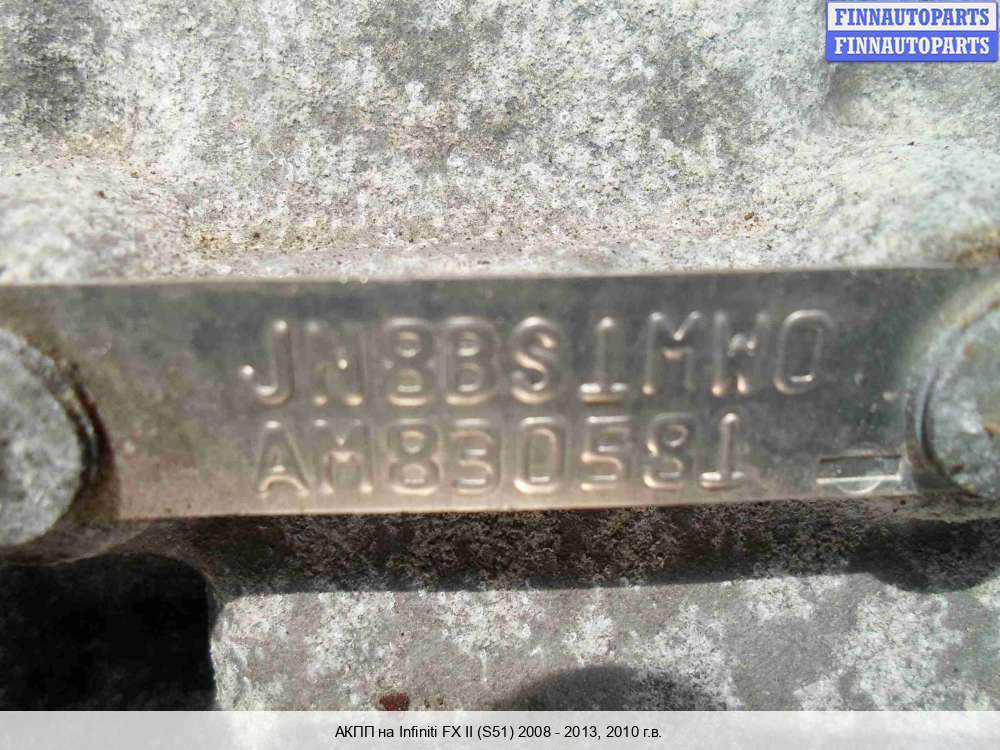 FINNAUTOPARTS
FINNAUTOPARTS
JN8BS1MW0
AM830581
АКПП на Infiniti FX II (S51) 2008 - 2013, 2010 г.в.